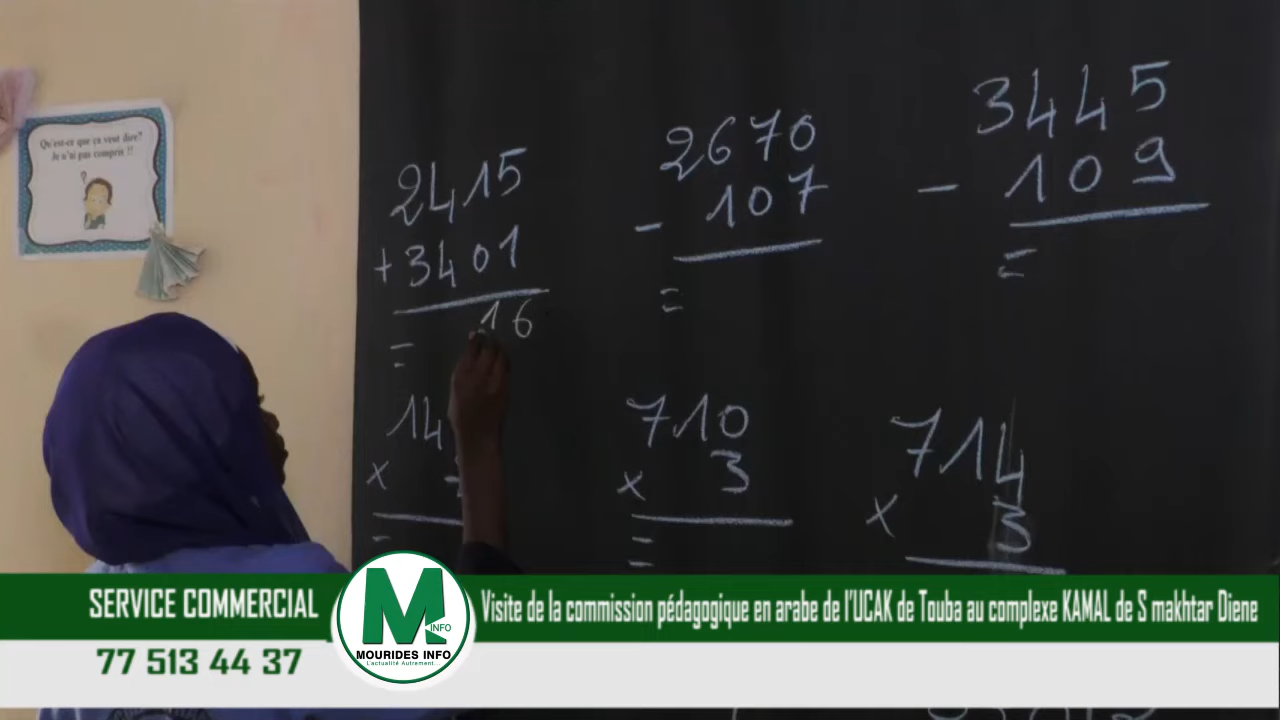 Qu'est-ce que ça veut dire?
Je n'ai pas compris !!
2415
+ 3401
= 16
2670
- 107
=
3445
- 109
=
14
x
=
710
x 3
=
714
x 3
SERVICE COMMERCIAL
77 513 44 37
M INFO
MOURIDES INFO
L'actualité Autrement...
Visite de la commission pédagogique en arabe de l'UCAK de Touba au complexe KAMAL de S makhtar Diene